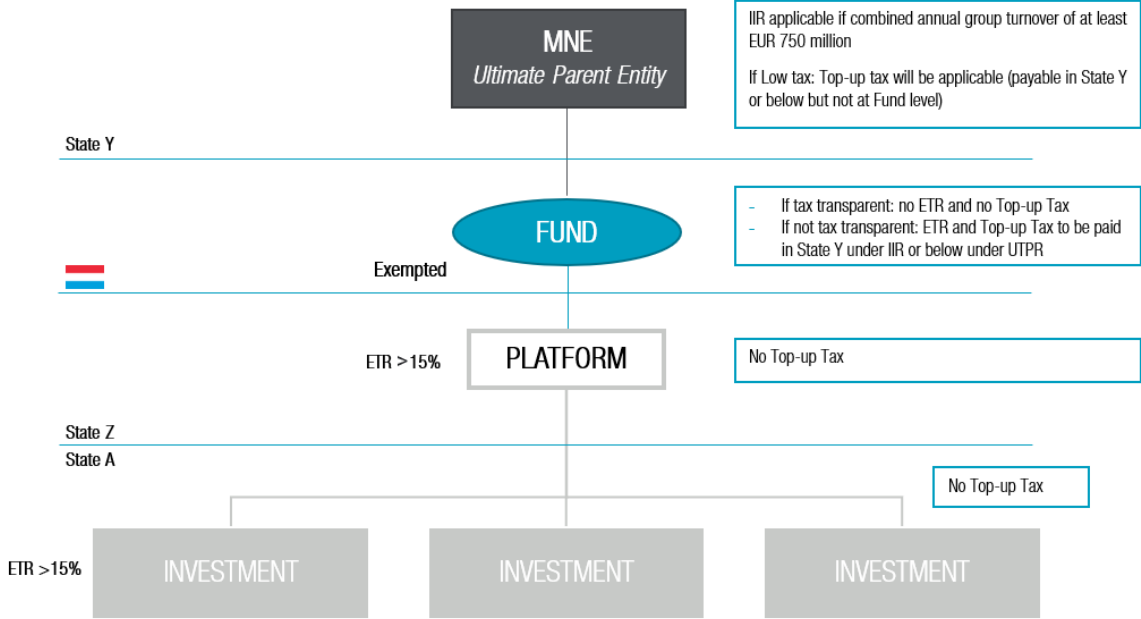 MNE
Ultimate Parent Entity
IIR applicable if combined annual group turnover of at least
EUR 750 million
If Low tax: Top-up tax will be applicable (payable in State Y
or below but not at Fund level)
State Y
FUND
- If tax transparent: no ETR and no Top-up Tax
- If not tax transparent: ETR and Top-up Tax to be paid
in State Y under IIR or below under UTPR
Exempted
ETR >15%
PLATFORM
No Top-up Tax
State Z
State A
No Top-up Tax
ETR >15%
INVESTMENT
INVESTMENT
INVESTMENT